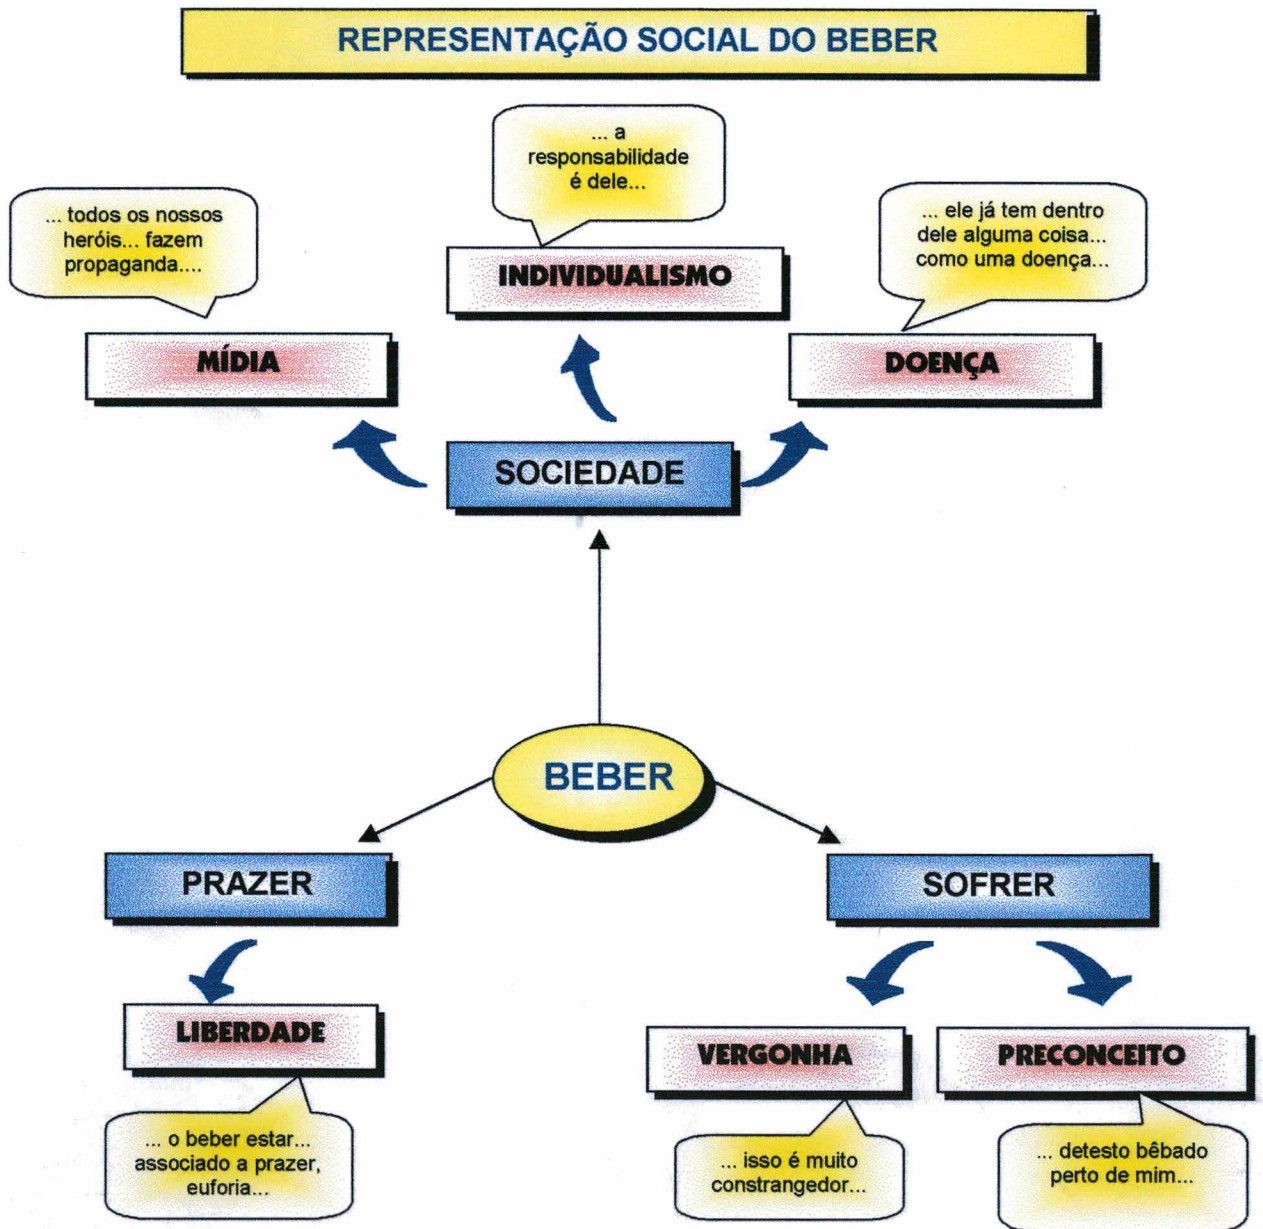 REPRESENTAÇÃO SOCIAL DO BEBER
... a
responsabilidade
é dele...
... todos os nossos
heróis... fazem
propaganda....
... ele já tem dentro
dele alguma coisa...
como uma doença...
INDIVIDUALISMO
MÍDIA
DOENÇA
SOCIEDADE
BEBER
PRAZER
SOFRER
LIBERDADE
VERGONHA
PRECONCEITO
... o beber estar...
associado a prazer,
euforia...
... isso é muito
constrangedor...
... detesto bêbado
perto de mim...